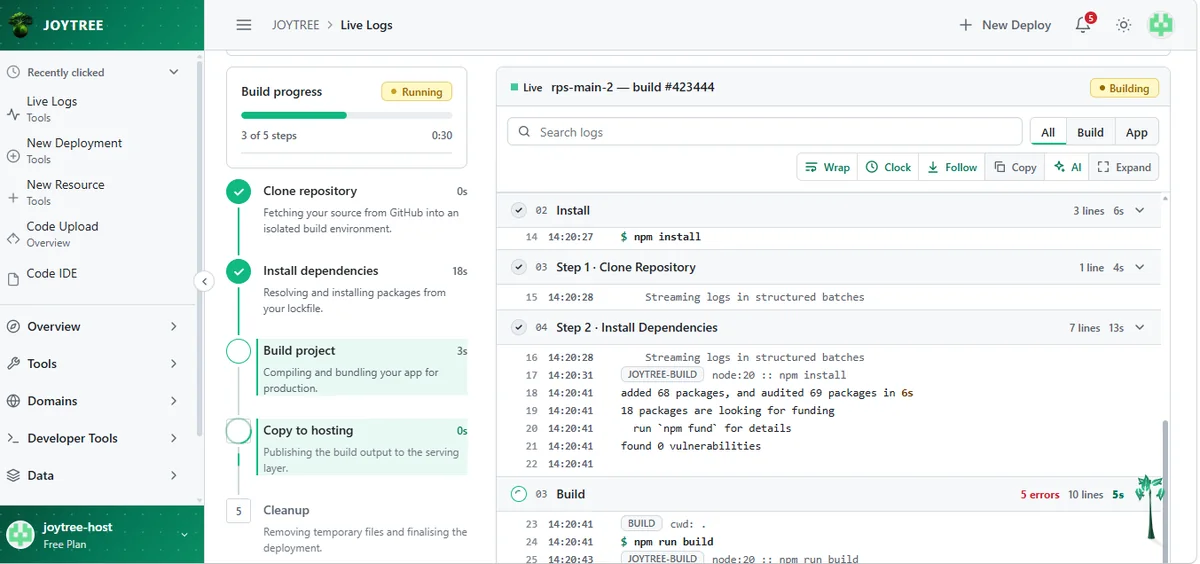 JOYTREE
JOYTREE > Live Logs
New Deploy
5
Recently clicked
Live Logs
Tools
New Deployment
Tools
New Resource
Tools
Code Upload
Overview
Code IDE
Overview
Tools
Domains
Developer Tools
Data
joytree-host
Free Plan
Build progress
Running
3 of 5 steps 0:30
Clone repository 0s
Fetching your source from GitHub into an
isolated build environment.
Install dependencies 18s
Resolving and installing packages from
your lockfile.
Build project 3s
Compiling and bundling your app for
production.
Copy to hosting 0s
Publishing the build output to the serving
layer.
5 Cleanup
Removing temporary files and finalising the
deployment.
Live rps-main-2 — build #423444 Building
Search logs All Build App
Wrap Clock Follow Copy AI Expand
02 Install 3 lines 6s
14 14:20:27 $ npm install
03 Step 1 · Clone Repository 1 line 4s
15 14:20:28 Streaming logs in structured batches
04 Step 2 · Install Dependencies 7 lines 13s
16 14:20:28 Streaming logs in structured batches
17 14:20:31 JOYTREE-BUILD node:20 :: npm install
18 14:20:41 added 68 packages, and audited 69 packages in 6s
19 14:20:41 18 packages are looking for funding
20 14:20:41 run `npm fund` for details
21 14:20:41 found 0 vulnerabilities
22 14:20:41
03 Build 5 errors 10 lines 5s
23 14:20:41 BUILD cwd: .
24 14:20:41 $ npm run build
25 14:20:43 JOYTREE-BUILD node:20 :: npm run build